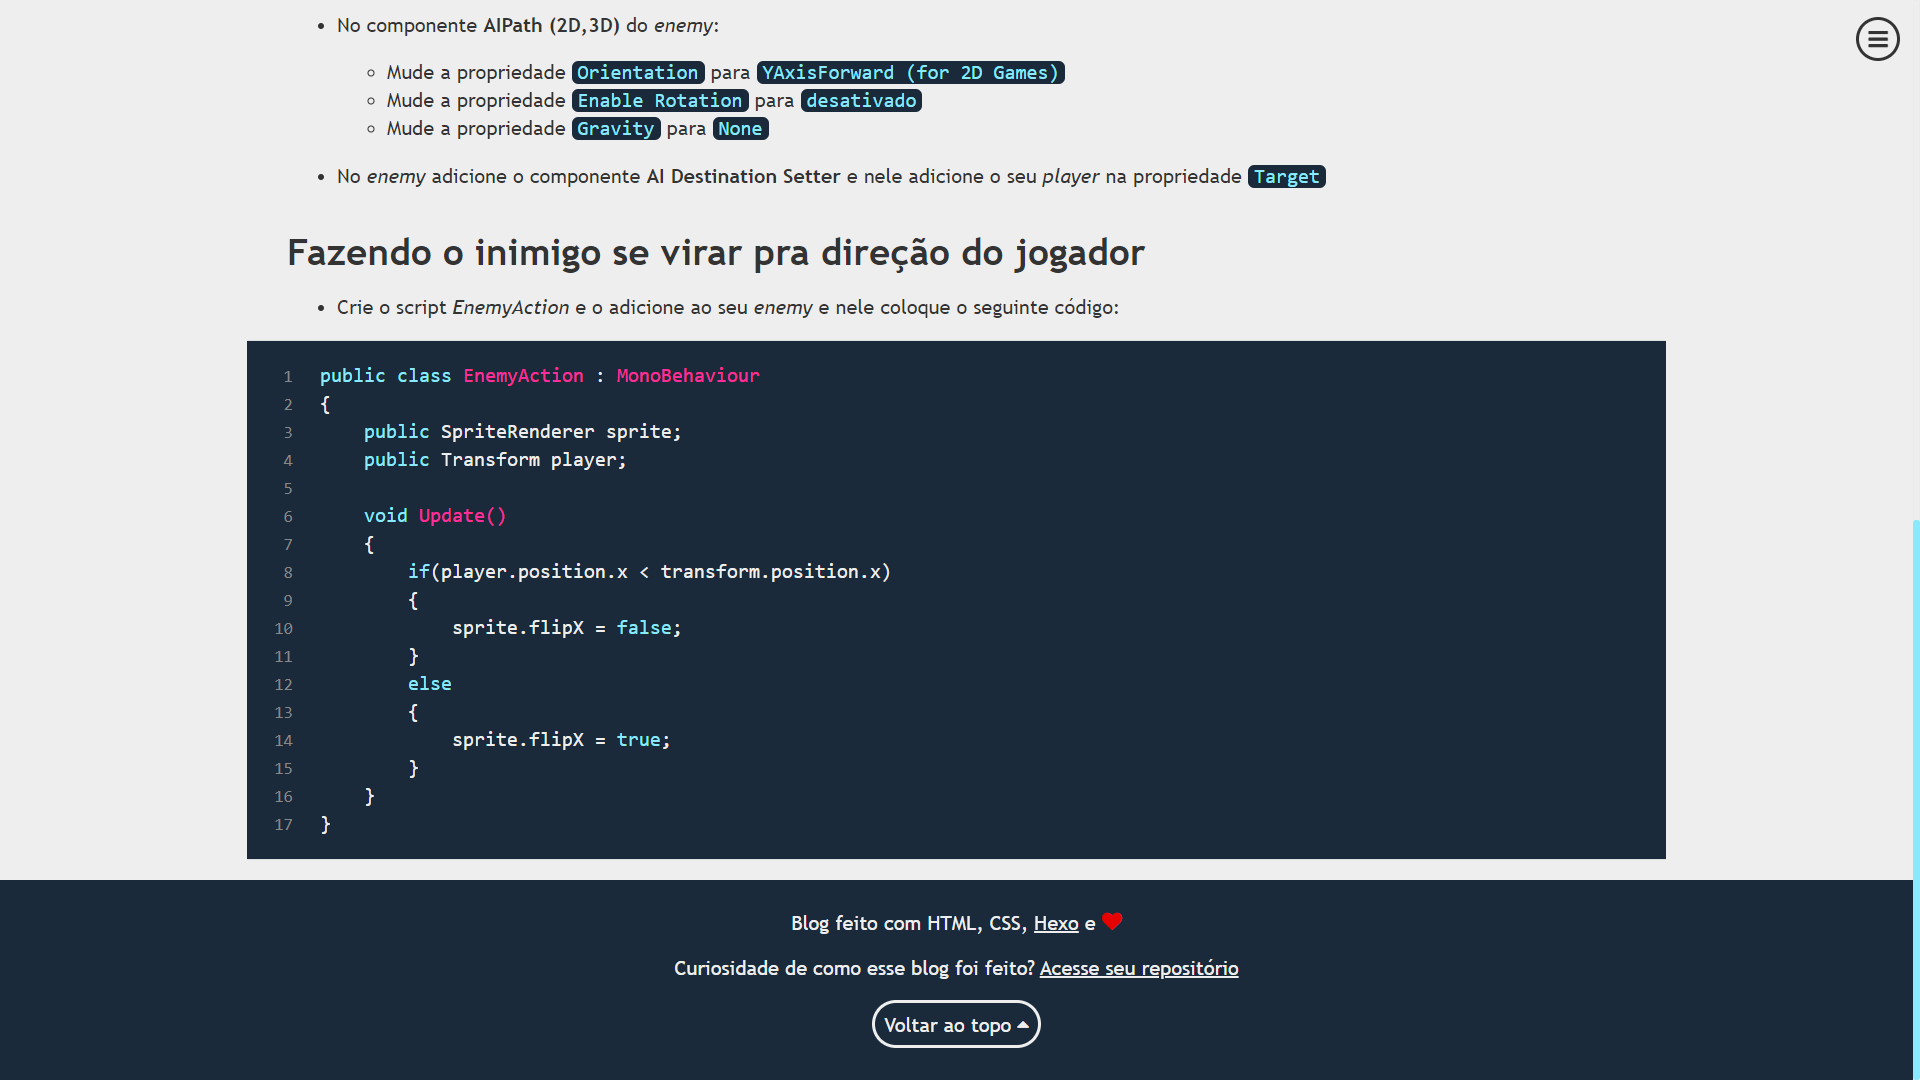 • No componente AIPath (2D,3D) do enemy:
◦ Mude a propriedade Orientation para YAxisForward (for 2D Games)
◦ Mude a propriedade Enable Rotation para desativado
◦ Mude a propriedade Gravity para None
• No enemy adicione o componente AI Destination Setter e nele adicione o seu player na propriedade Target
Fazendo o inimigo se virar pra direção do jogador
• Crie o script EnemyAction e o adicione ao seu enemy e nele coloque o seguinte código:
1 public class EnemyAction : MonoBehaviour
2 {
3     public SpriteRenderer sprite;
4     public Transform player;
5
6     void Update()
7     {
8         if(player.position.x < transform.position.x)
9         {
10             sprite.flipX = false;
11         }
12         else
13         {
14             sprite.flipX = true;
15         }
16     }
17 }
Blog feito com HTML, CSS, Hexo e
Curiosidade de como esse blog foi feito? Acesse seu repositório
Voltar ao topo